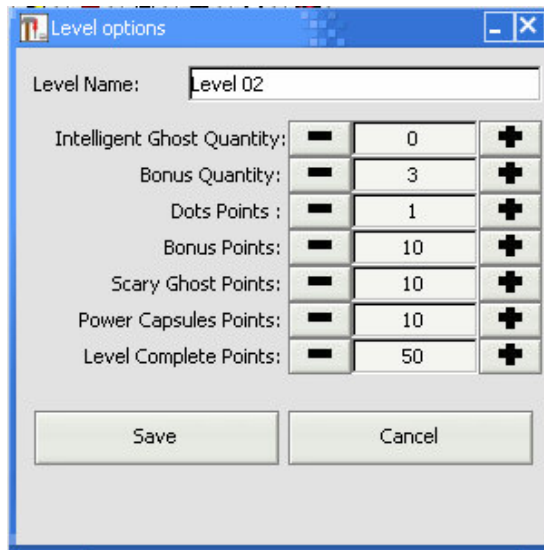 Level options
Level Name: Level 02
Intelligent Ghost Quantity: 0
Bonus Quantity: 3
Dots Points : 1
Bonus Points: 10
Scary Ghost Points: 10
Power Capsules Points: 10
Level Complete Points: 50
Save Cancel